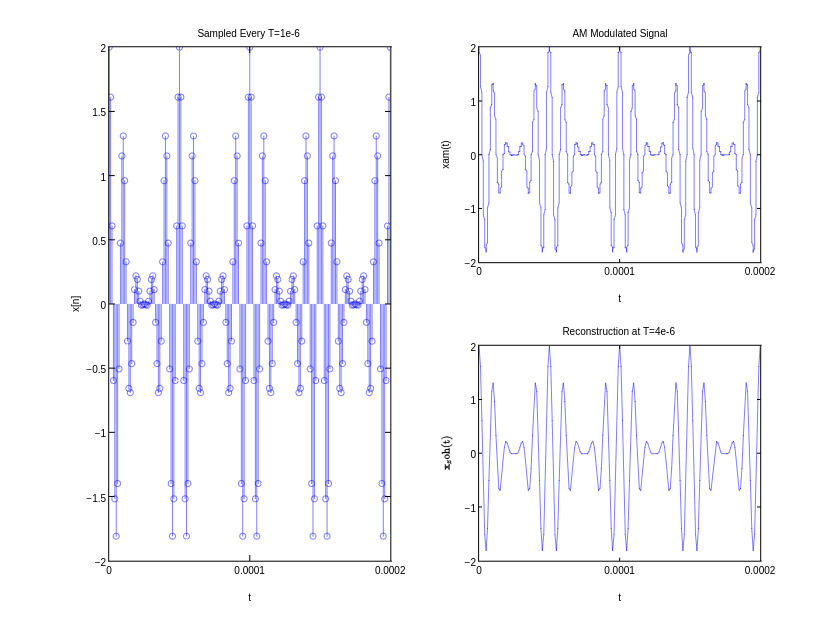 Sampled Every T=1e-6
2
1.5
1
0.5
0
−0.5
−1
−1.5
−2
x[n]
0 0.0001 0.0002
t
AM Modulated Signal
2
1
0
−1
−2
xam(t)
0 0.0001 0.0002
t
Reconstruction at T=4e-6
2
1
0
−1
−2
x_zoh(t)
0 0.0001 0.0002
t